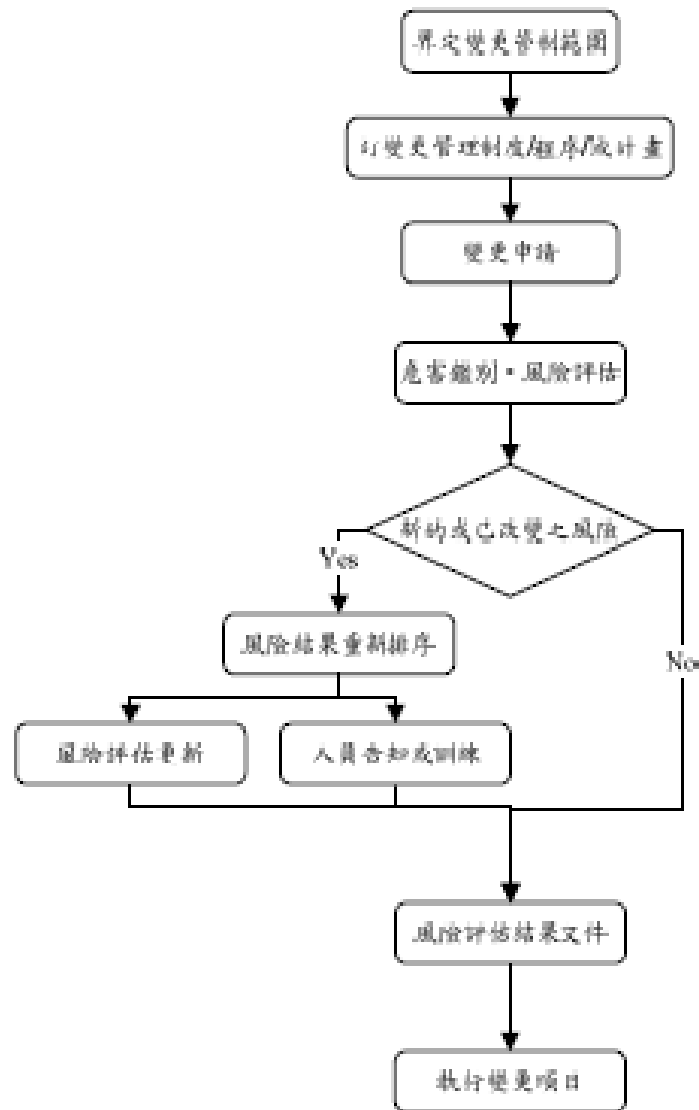 界定變更管制範圍
訂變更管理制度/程序/或計畫
變更申請
危害鑑別、風險評估
新的或已改變之風險
Yes
No
風險結果重新排序
風險評估更新
人員告知或訓練
風險評估結果文件
執行變更項目